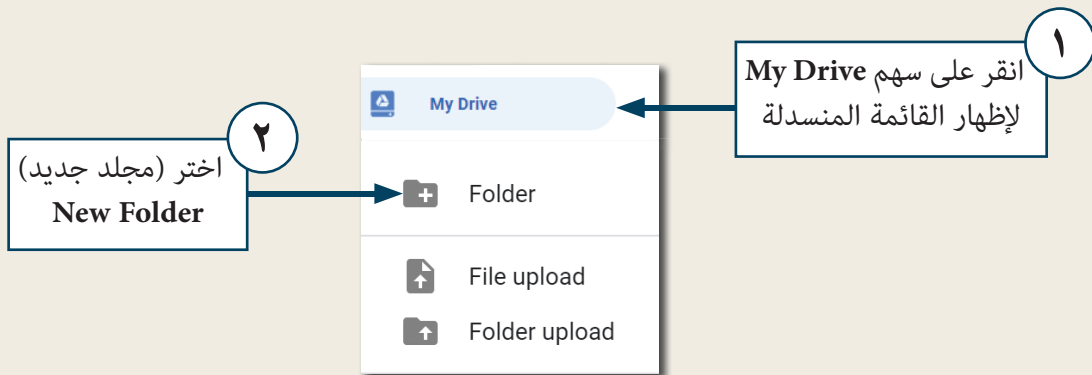 ١
انقر على سهم My Drive
لإظهار القائمة المنسدلة
٢
اختر (مجلد جديد)
New Folder
My Drive
Folder
File upload
Folder upload